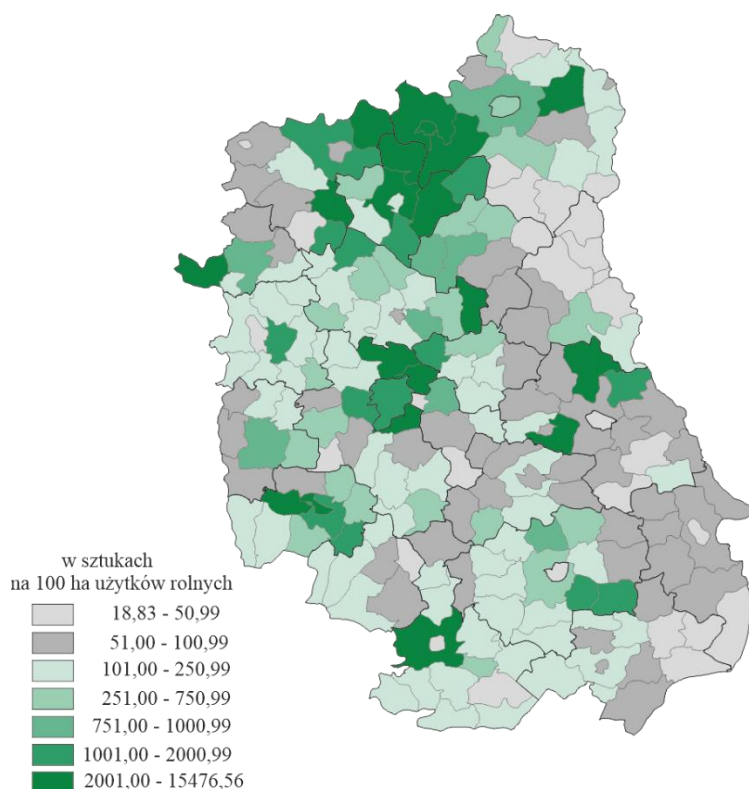 w sztukach
na 100 ha użytków rolnych
18,83 - 50,99
51,00 - 100,99
101,00 - 250,99
251,00 - 750,99
751,00 - 1000,99
1001,00 - 2000,99
2001,00 - 15476,56